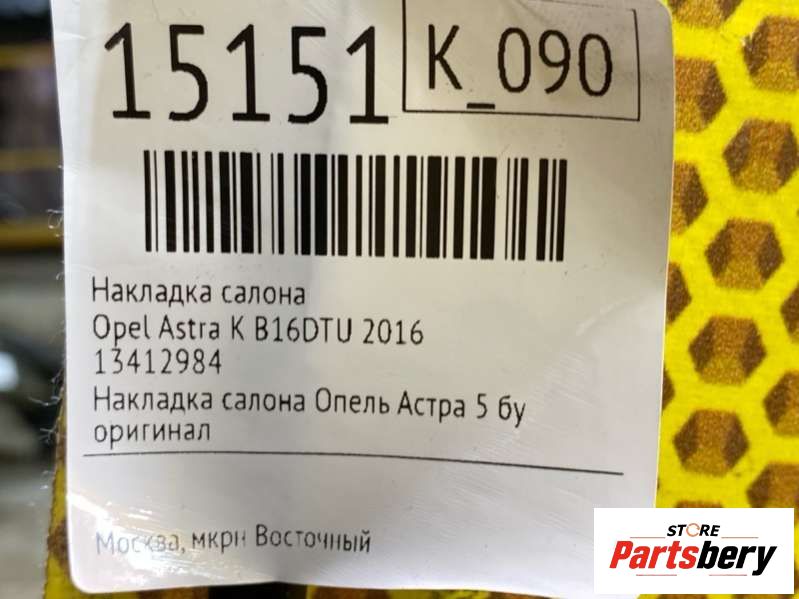 15151
K_090
Накладка салона
Opel Astra K B16DTU 2016
13412984
Накладка салона Опель Астра 5 бу
оригинал
Москва, мкрн Восточный
STORE
Partsbery